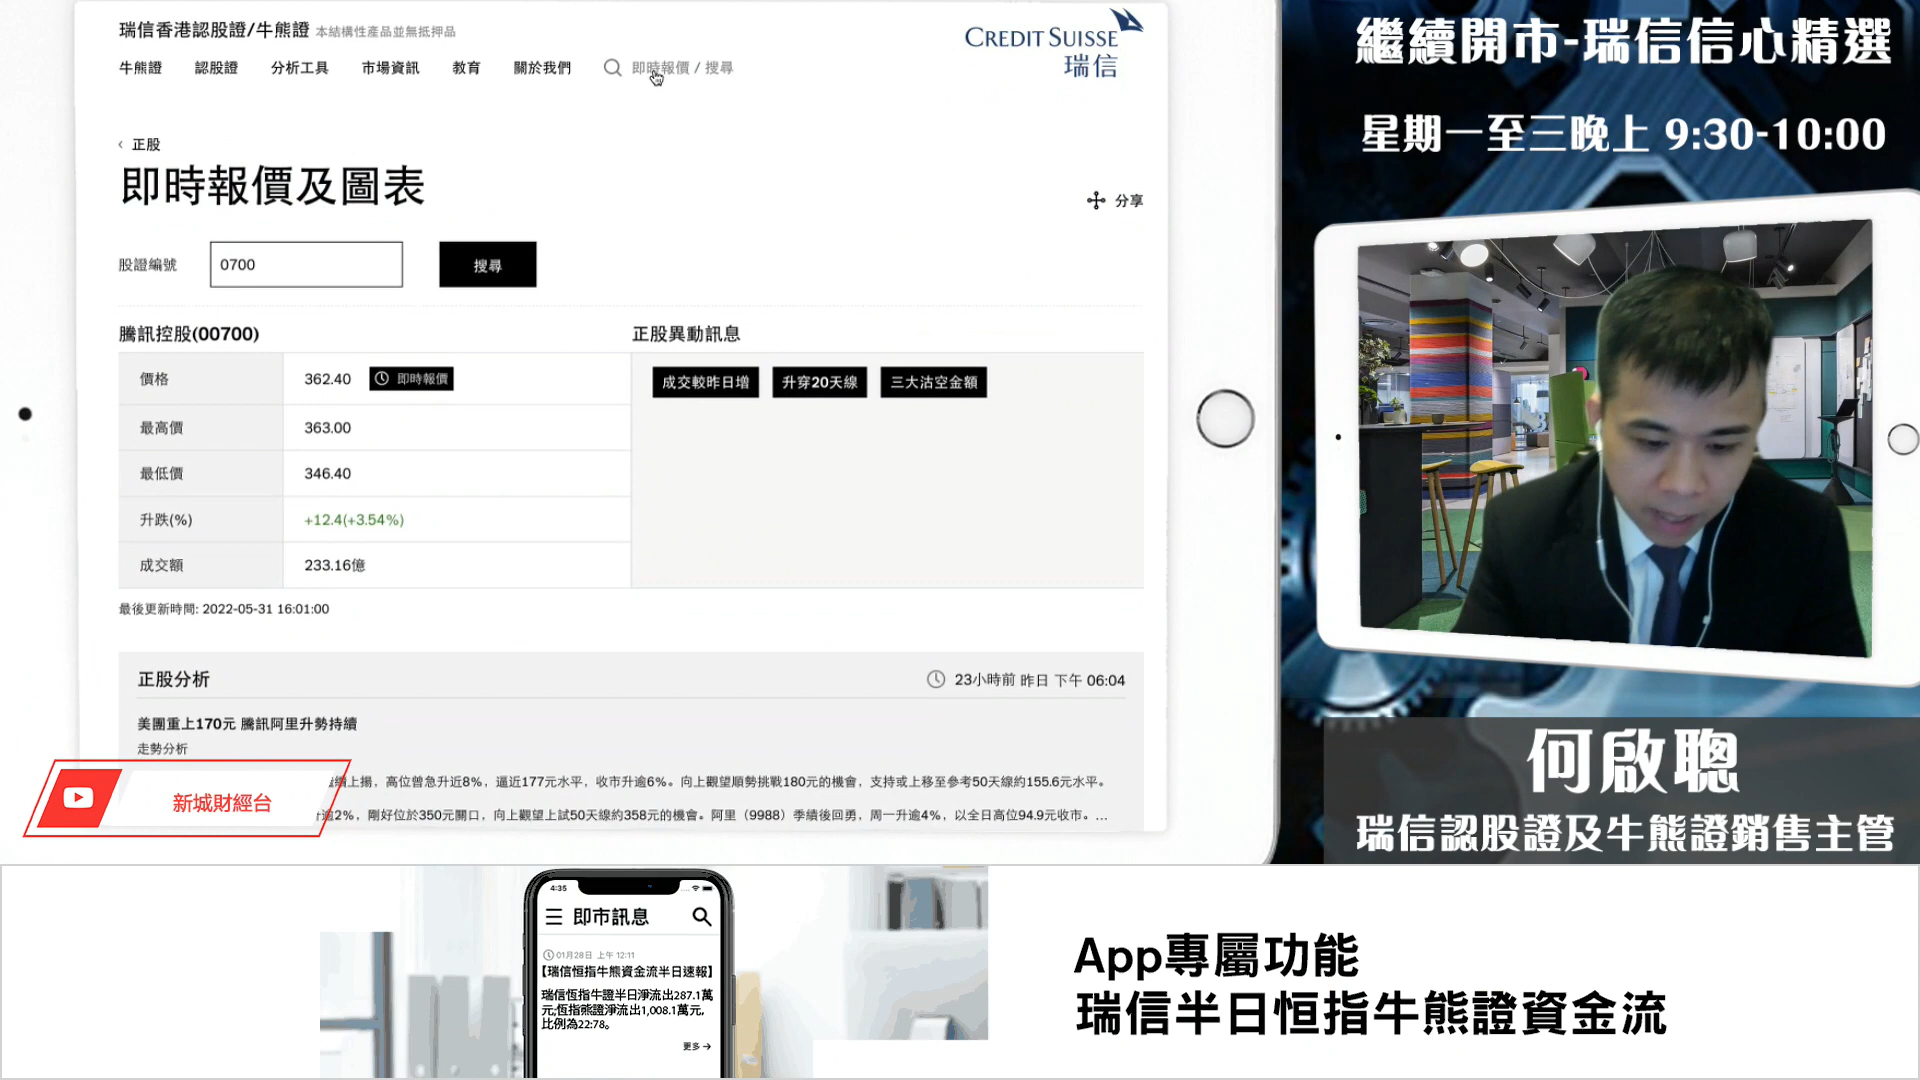 瑞信香港認股證/牛熊證 本結構性產品並無抵押品
CREDIT SUISSE
瑞信
牛熊證 認股證 分析工具 市場資訊 教育 關於我們 即時報價 / 搜尋
‹ 正股
即時報價及圖表
分享
股證編號 0700 搜尋
騰訊控股(00700)
價格 362.40 即時報價
最高價 363.00
最低價 346.40
升跌(%) +12.4(+3.54%)
成交額 233.16億
正股異動訊息
成交較昨日增 升穿20天線 三大沽空金額
最後更新時間: 2022-05-31 16:01:00
正股分析 23小時前 昨日 下午 06:04
美團重上170元 騰訊阿里升勢持續
走勢分析
上揚，高位曾急升近8%，逼近177元水平，收市升逾6%。向上觀望順勢挑戰180元的機會，支持或上移至參考50天線約155.6元水平。
逾2%，剛好位於350元關口，向上觀望上試50天線約358元的機會。阿里（9988）季績後回勇，周一升逾4%，以全日高位94.9元收市。...
新城財經台
繼續開市-瑞信信心精選
星期一至三晚上 9:30-10:00
何啟聰
瑞信認股證及牛熊證銷售主管
4:35
即市訊息
01月28日 上午 12:11
【瑞信恒指牛熊資金流半日速報】
瑞信恆指牛證半日淨流出287.1萬
元;恆指熊證淨流出1,008.1萬元,
比例為22:78。
更多→
App專屬功能
瑞信半日恒指牛熊證資金流